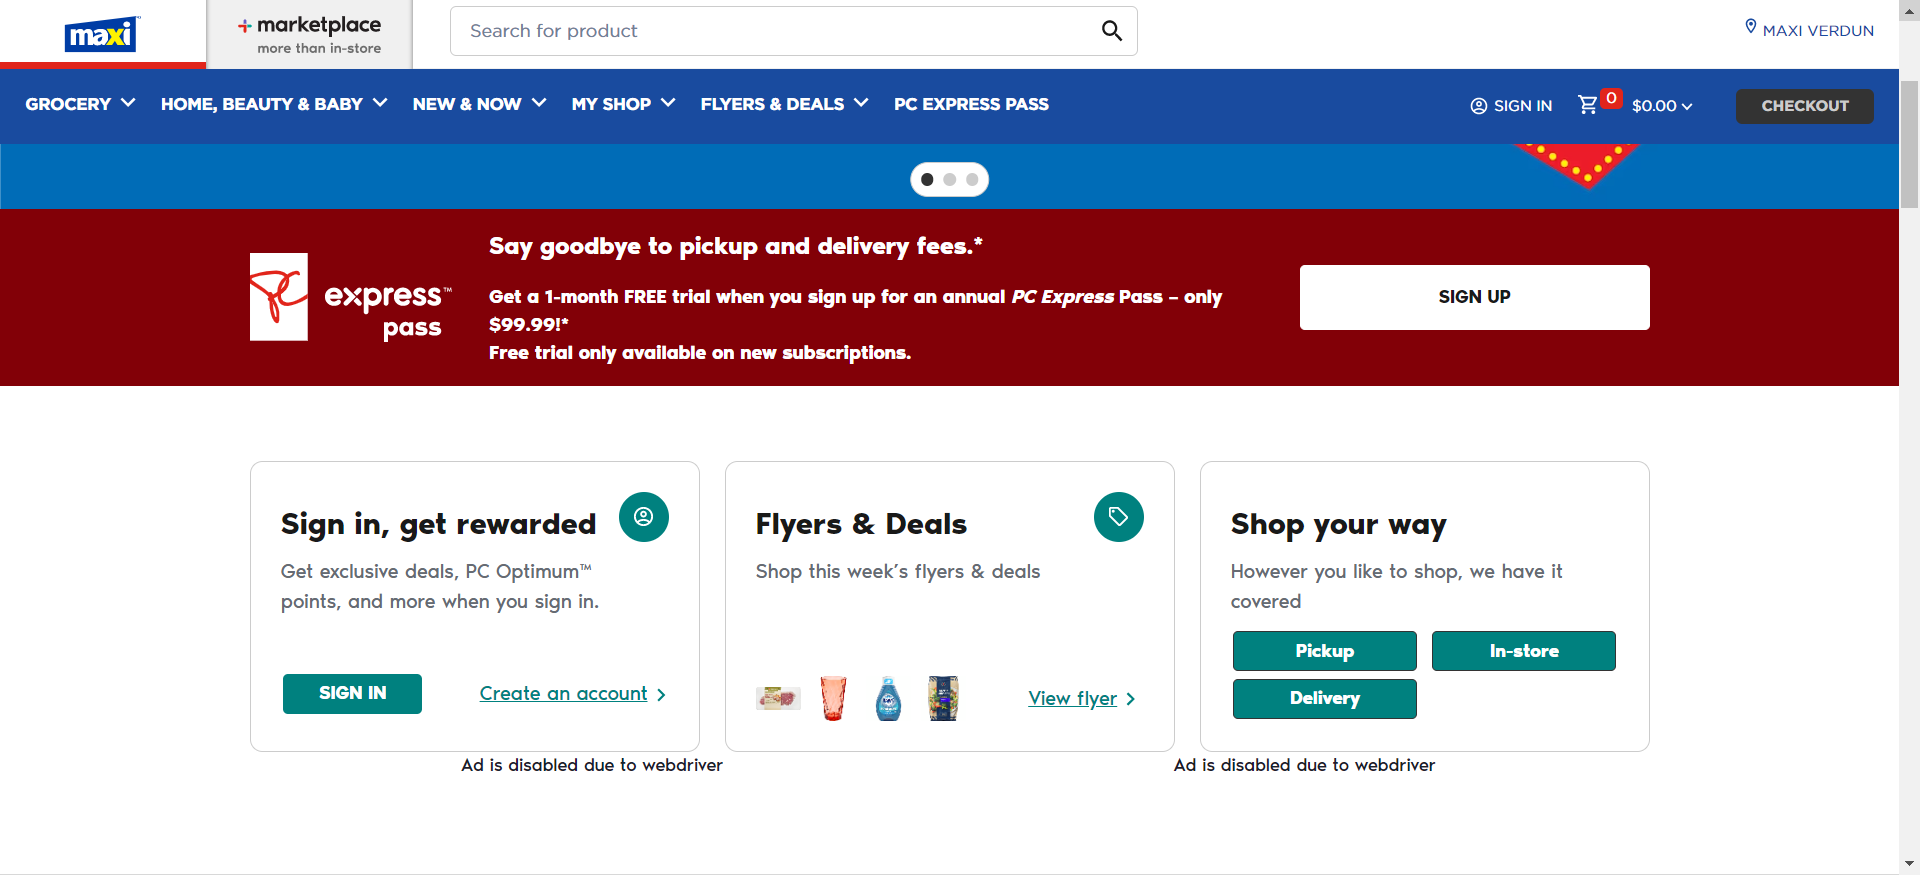 maxi
marketplace
more than in-store
Search for product
MAXI VERDUN
GROCERY
HOME, BEAUTY & BABY
NEW & NOW
MY SHOP
FLYERS & DEALS
PC EXPRESS PASS
SIGN IN
0
$0.00
CHECKOUT
PC
express™
pass
Say goodbye to pickup and delivery fees.*
Get a 1-month FREE trial when you sign up for an annual PC Express Pass – only
$99.99!*
Free trial only available on new subscriptions.
SIGN UP
Sign in, get rewarded
Get exclusive deals, PC Optimum™
points, and more when you sign in.
SIGN IN
Create an account
Flyers & Deals
Shop this week's flyers & deals
View flyer
Shop your way
However you like to shop, we have it
covered
Pickup
In-store
Delivery
Ad is disabled due to webdriver
Ad is disabled due to webdriver